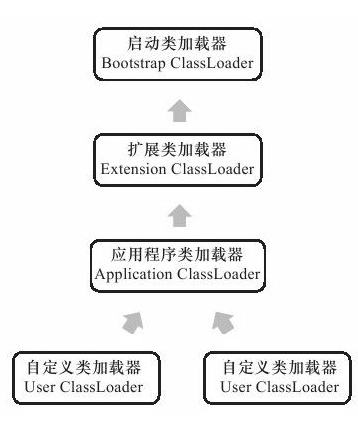 启动类加载器
Bootstrap ClassLoader
扩展类加载器
Extension ClassLoader
应用程序类加载器
Application ClassLoader
自定义类加载器
User ClassLoader
自定义类加载器
User ClassLoader